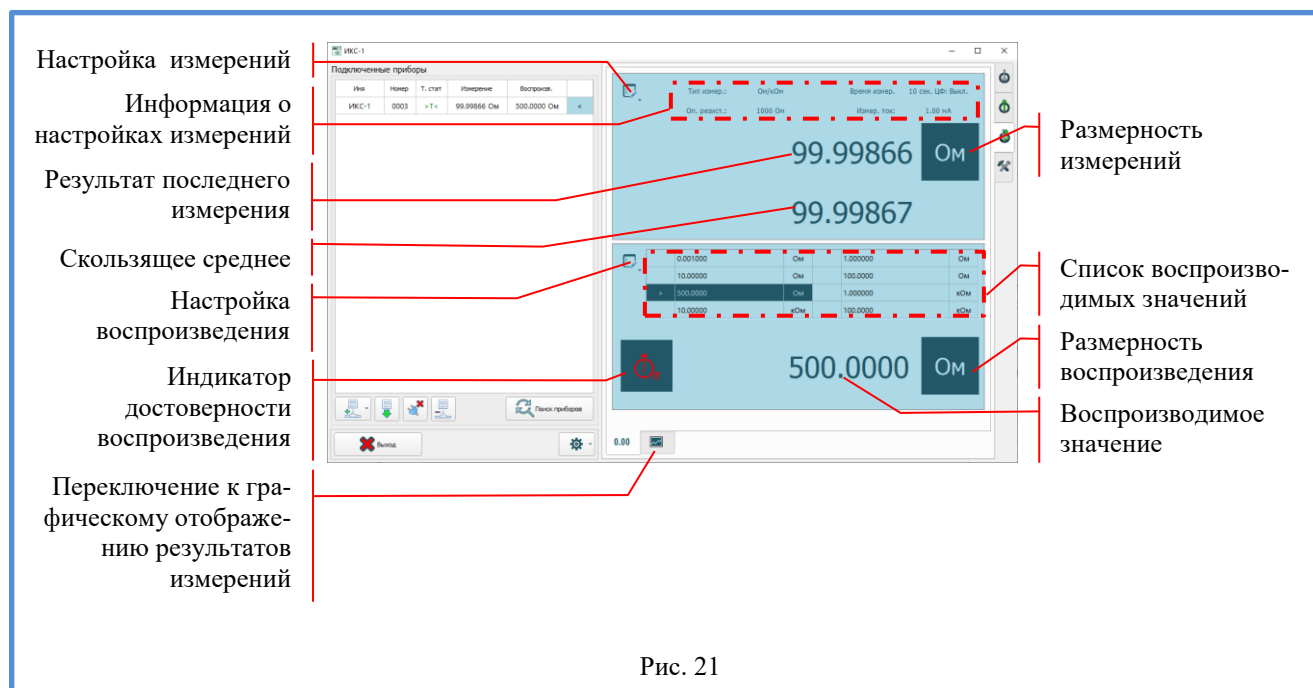 Настройка измерений
Информация о
настройках измерений
Результат последнего
измерения
Скользящее среднее
Настройка
воспроизведения
Индикатор
достоверности
воспроизведения
Переключение к гра-
фическому отображе-
нию результатов
измерений
ИКС-1
Подключенные приборы
Имя Номер Т. стат Измерение Воспроизв.
ИКС-1 0003 >T< 99.99866 Ом 500.0000 Ом <
Поиск приборов
Выход
Тип измер.: Ом/кОм Время измер. 10 сек. ЦФ: Выкл.
Оп. резист.: 1000 Ом Измер. ток: 1.00 мА
99.99866 Ом
99.99867
0.001000 Ом 1.000000 Ом
10.00000 Ом 100.0000 Ом
> 500.0000 Ом 1.000000 кОм
10.00000 кОм 100.0000 кОм
500.0000 Ом
0.00
Размерность
измерений
Список воспроизво-
димых значений
Размерность
воспроизведения
Воспроизводимое
значение
Рис. 21